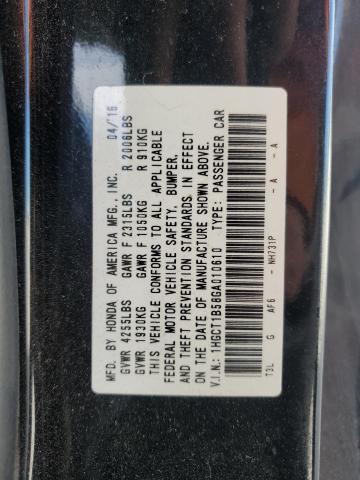 MFD. BY HONDA OF AMERICA MFG., INC. 04/16
GVWR 4255LBS GAWR F 2315LBS R 2006LBS
GVWR 1930KG GAWR F 1050KG R 910KG
THIS VEHICLE CONFORMS TO ALL APPLICABLE
FEDERAL MOTOR VEHICLE SAFETY, BUMPER,
AND THEFT PREVENTION STANDARDS IN EFFECT
ON THE DATE OF MANUFACTURE SHOWN ABOVE.
V.I.N.: 1HGCT1B58GA010610 TYPE: PASSENGER CAR
T3L G AF6 - NH731P - A - A